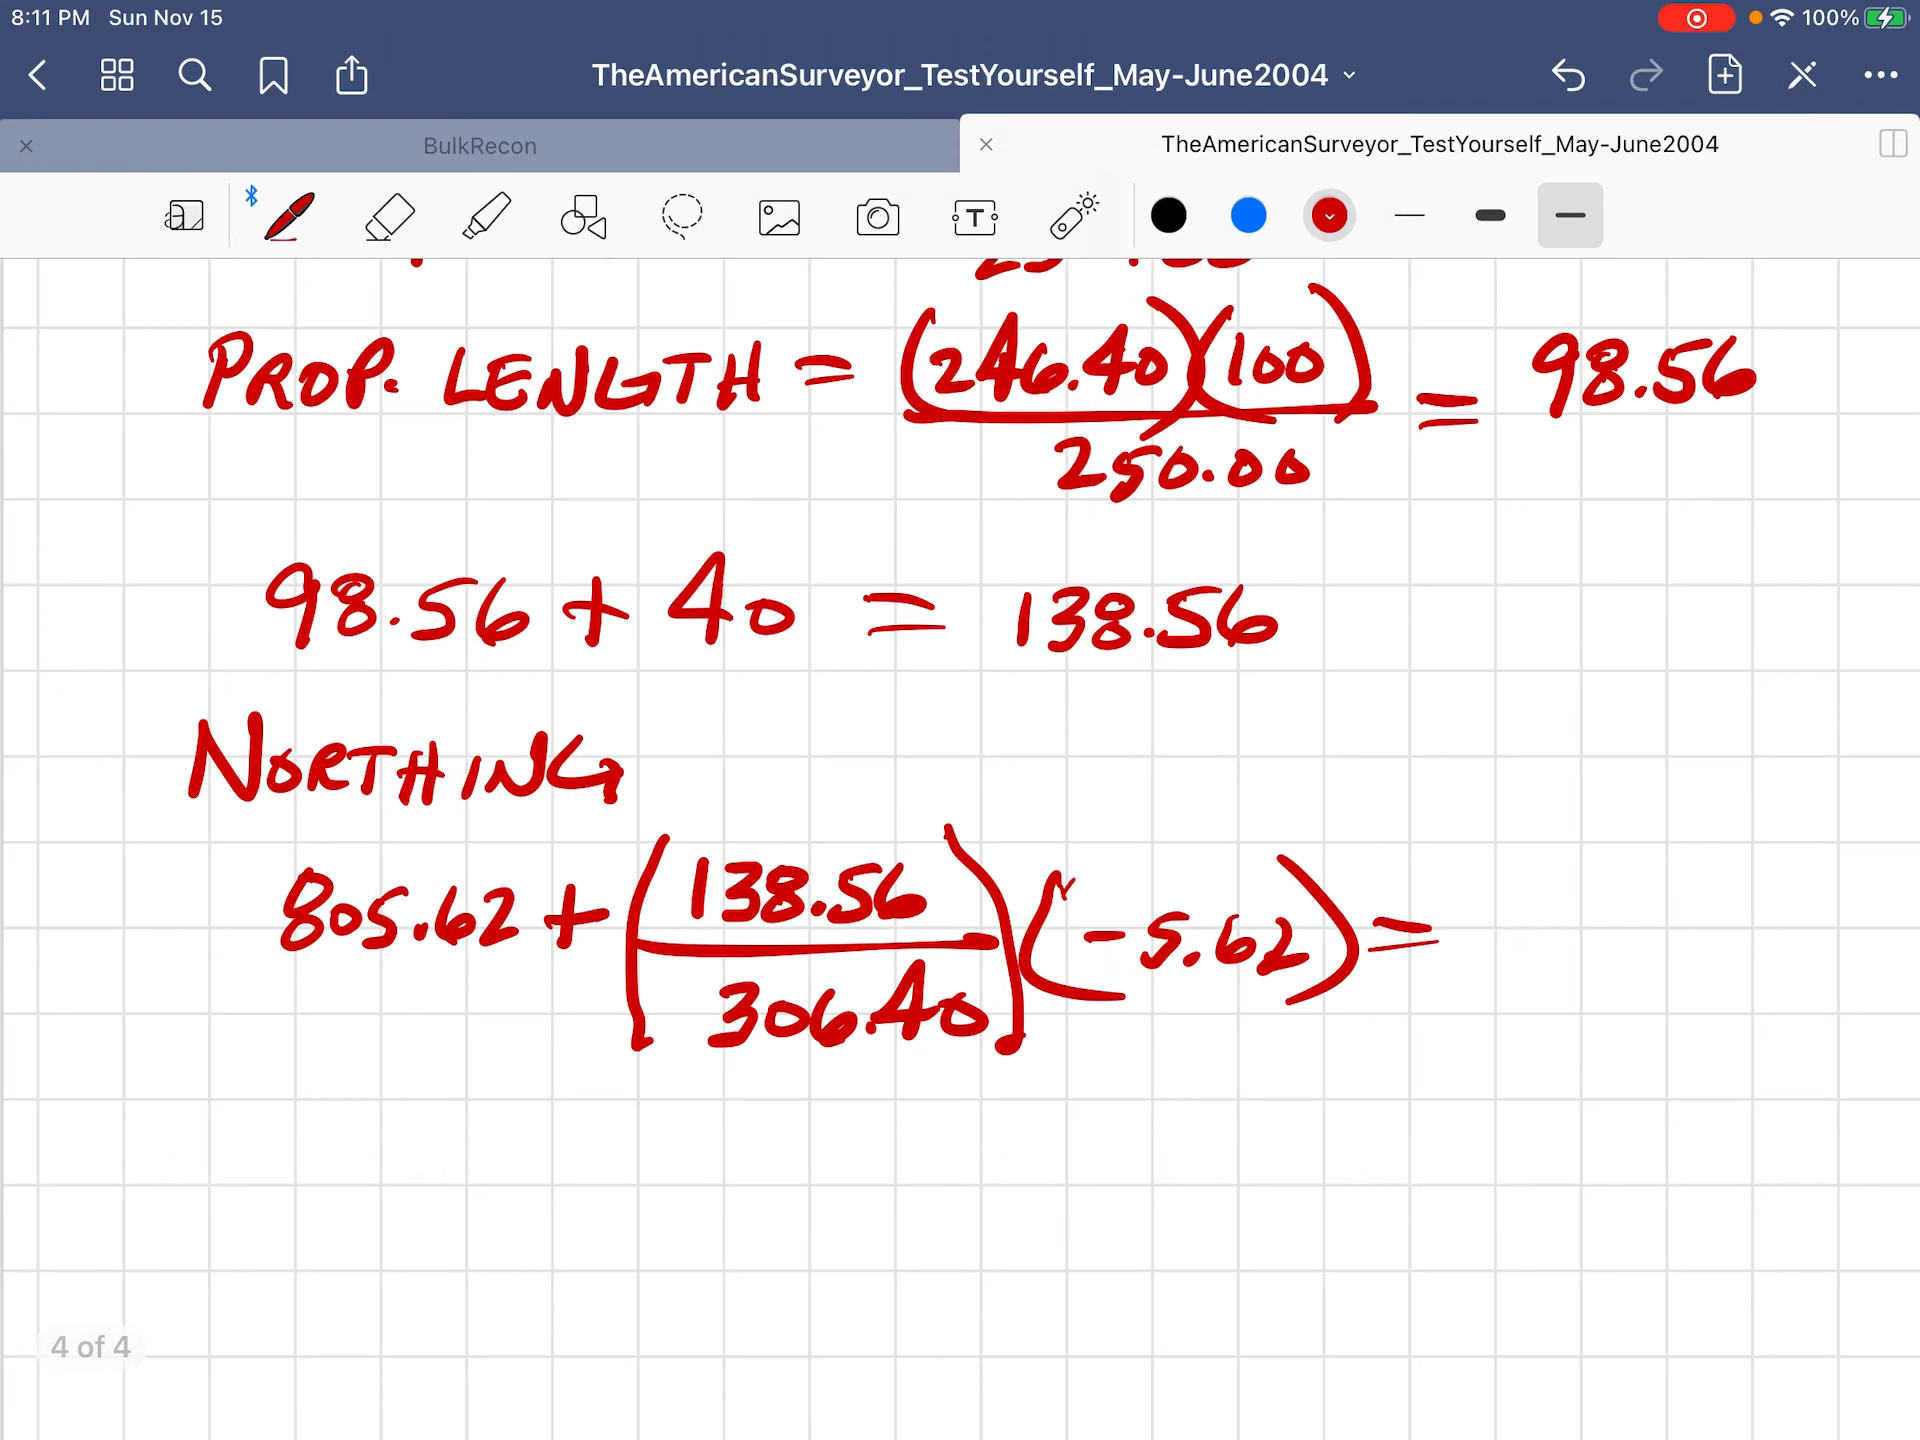 8:11 PM Sun Nov 15 100%
TheAmericanSurveyor_TestYourself_May-June2004
BulkRecon
TheAmericanSurveyor_TestYourself_May-June2004
PROP. LENGTH = (246.40)(100) / 250.00 = 98.56
98.56 + 40 = 138.56
NORTHING
805.62 + (138.56 / 306.40) (-5.62) =
4 of 4